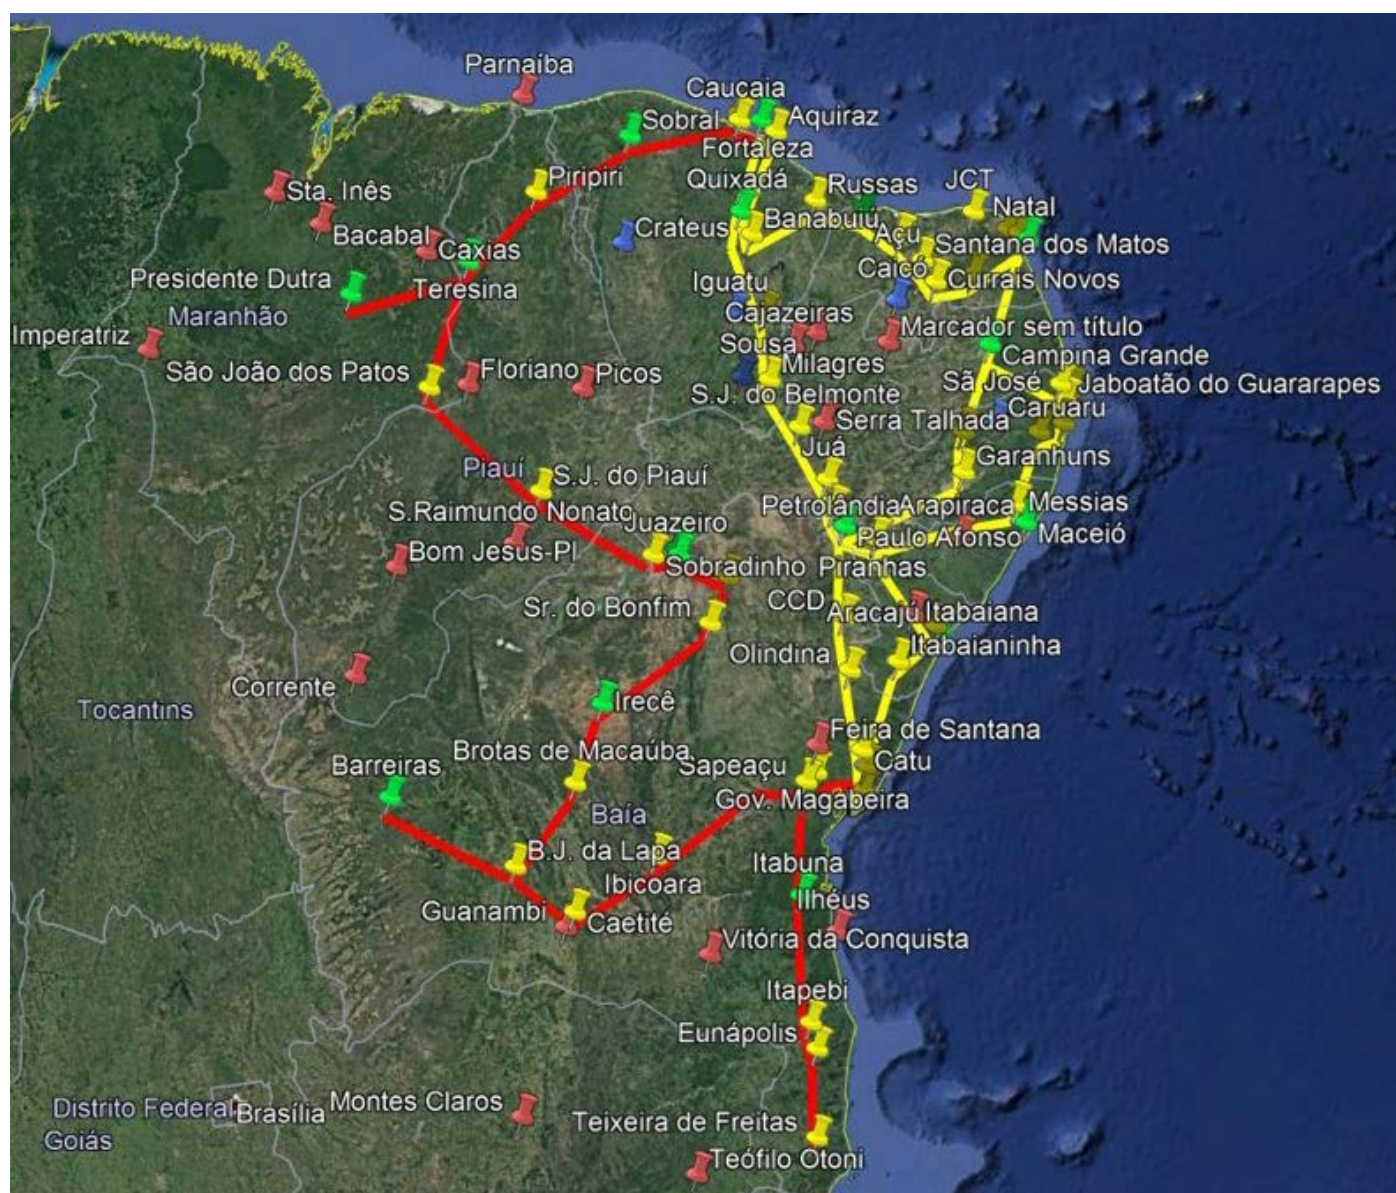 Parnaíba
Caucaia
Sobral
Aquiraz
Fortaleza
Piripiri
Quixadá
Russas
JCT
Sta. Inês
Natal
Bacabal
Crateus
Banabuiú
Açu
Caxias
Santana dos Matos
Presidente Dutra
Teresina
Iguatu
Caicó
Currais Novos
Maranhão
Cajazeiras
Marcador sem título
Imperatriz
Sousa
Campina Grande
São João dos Patos
Floriano
Picos
Milagres
Sã José
Jaboatão do Guararapes
S.J. do Belmonte
Caruaru
Serra Talhada
Juá
Garanhuns
Piauí
S.J. do Piauí
Petrolândia
Arapiraca
Messias
S.Raimundo Nonato
Juazeiro
Paulo Afonso
Maceió
Bom Jesus-PI
Sobradinho
Piranhas
Sr. do Bonfim
CCD
Aracajú
Itabaiana
Olindina
Itabaianinha
Corrente
Irecê
Tocantins
Feira de Santana
Brotas de Macaúba
Barreiras
Sapeaçu
Catu
Gov. Magabeira
Baía
B.J. da Lapa
Itabuna
Ibicoara
Ilhéus
Guanambi
Caetité
Vitória da Conquista
Itapebi
Eunápolis
Montes Claros
Distrito Federal
Brasília
Teixeira de Freitas
Goiás
Teófilo Otoni